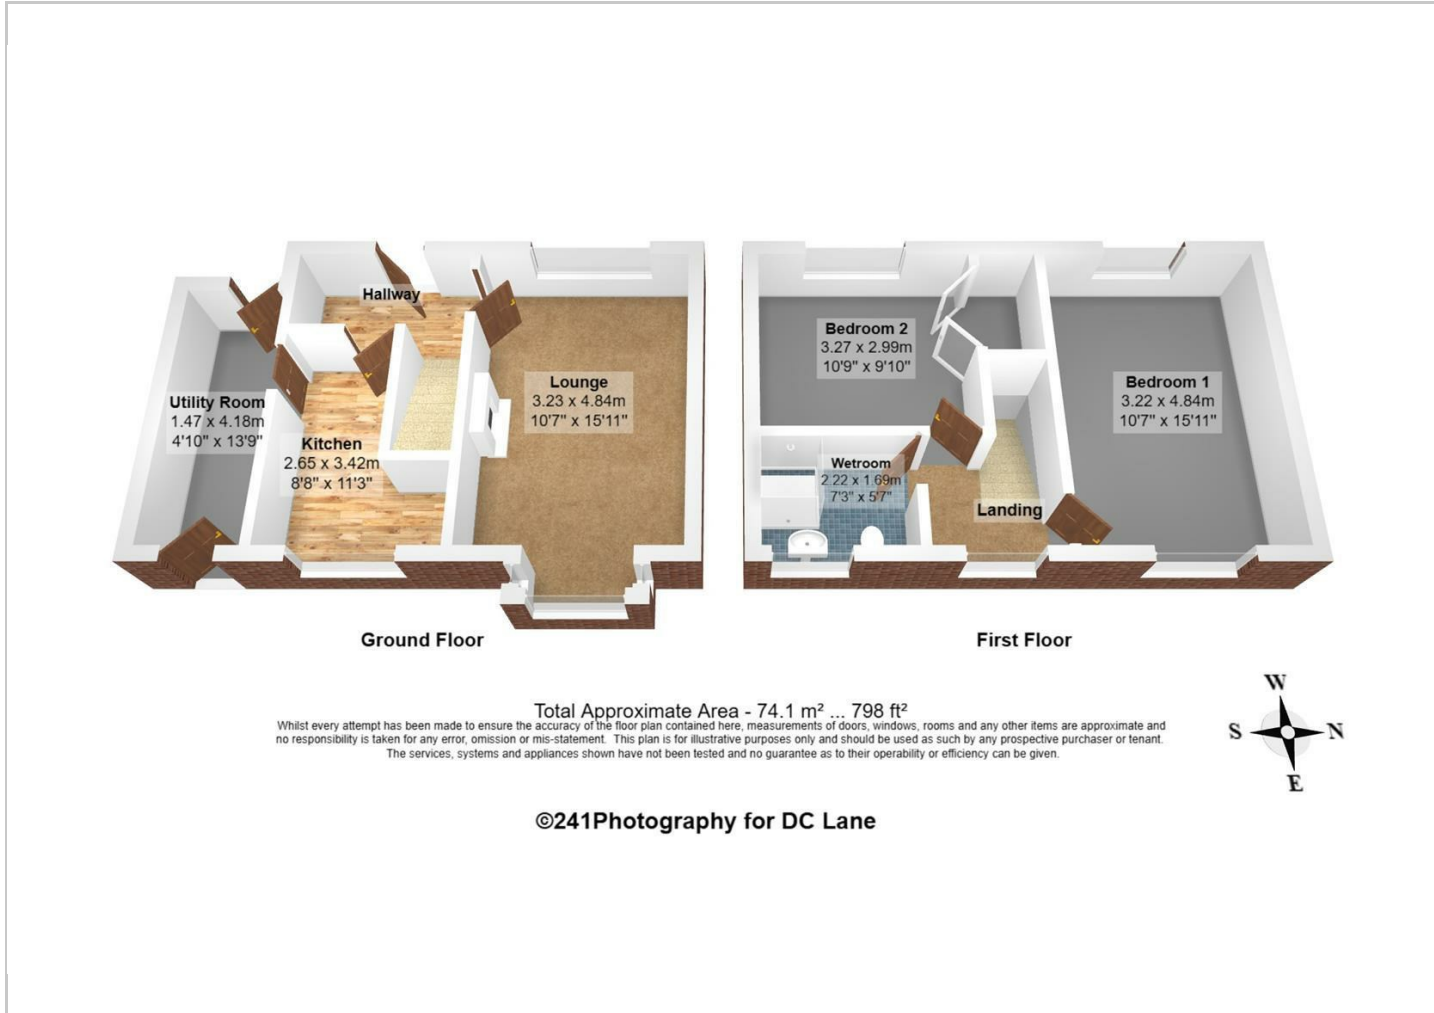 Hallway
Utility Room
1.47 x 4.18m
4'10" x 13'9"
Kitchen
2.65 x 3.42m
8'8" x 11'3"
Lounge
3.23 x 4.84m
10'7" x 15'11"
Bedroom 2
3.27 x 2.99m
10'9" x 9'10"
Bedroom 1
3.22 x 4.84m
10'7" x 15'11"
Wetroom
2.22 x 1.69m
7'3" x 5'7"
Landing
Ground Floor
First Floor
Total Approximate Area - 74.1 m² ... 798 ft²
Whilst every attempt has been made to ensure the accuracy of the floor plan contained here, measurements of doors, windows, rooms and any other items are approximate and
no responsibility is taken for any error, omission or mis-statement. This plan is for illustrative purposes only and should be used as such by any prospective purchaser or tenant.
The services, systems and appliances shown have not been tested and no guarantee as to their operability or efficiency can be given.
W
S N
E
©241Photography for DC Lane